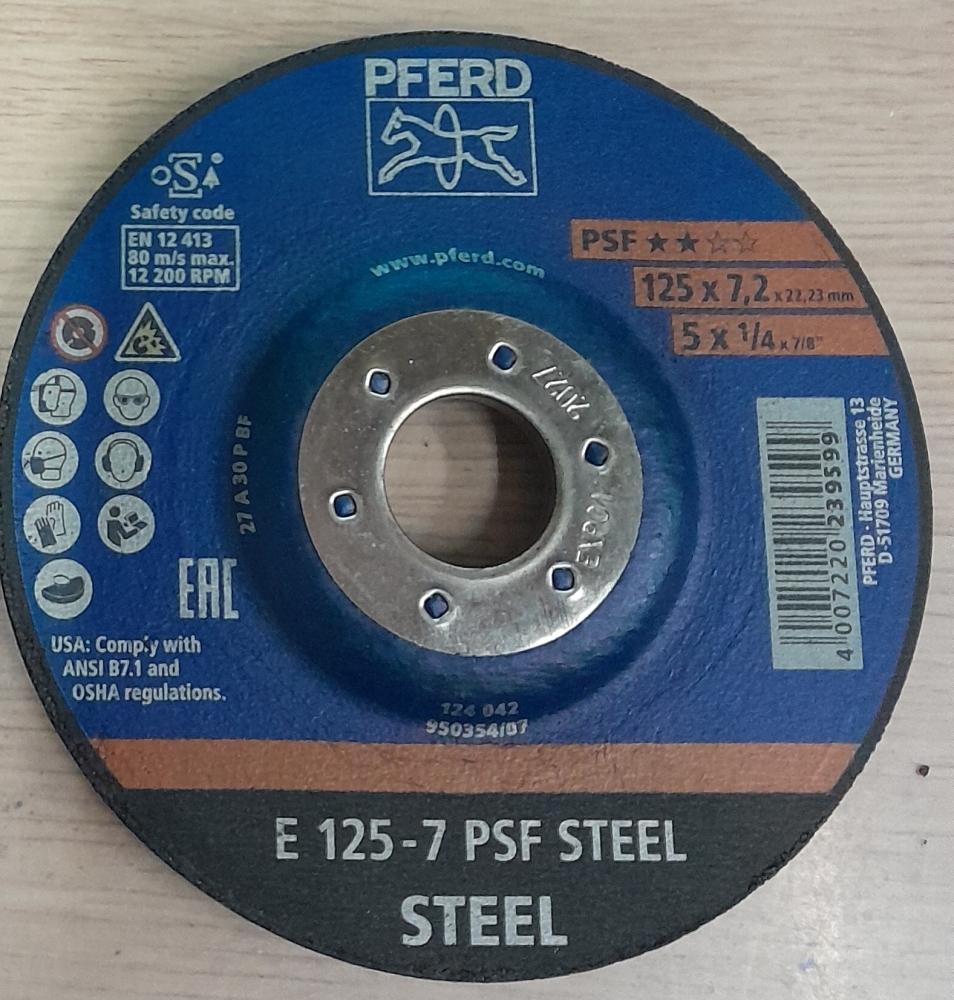 PFERD
S
Safety code
EN 12 413
80 m/s max.
12 200 RPM
www.pferd.com
PSF ★★☆☆
125 x 7,2 x 22,23 mm
5 x 1/4 x 7/8"
27 A 30 P BF
EAC
USA: Comply with
ANSI B7.1 and
OSHA regulations.
PFERD · Hauptstrasse 13
D-51709 Marienheide
GERMANY
4 007220 239599
124 042
950354/07
E 125-7 PSF STEEL
STEEL